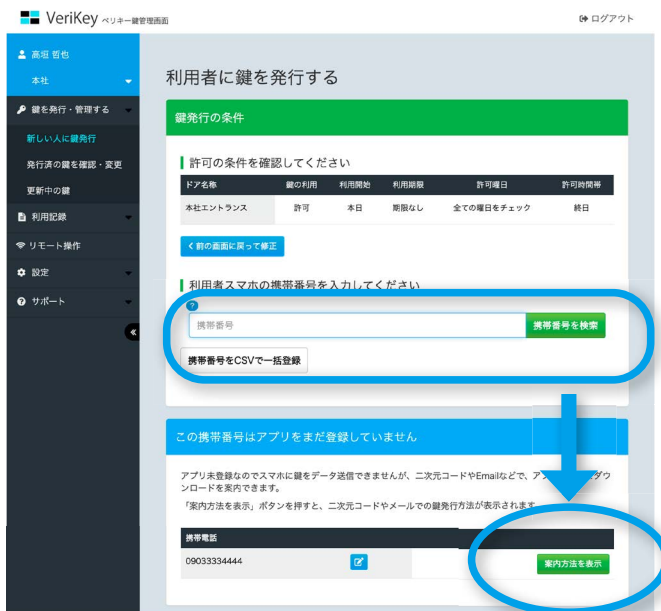 VeriKey ベリキー鍵管理画面
ログアウト
高垣 哲也
本社
鍵を発行・管理する
新しい人に鍵発行
発行済の鍵を確認・変更
更新中の鍵
利用記録
リモート操作
設定
サポート
利用者に鍵を発行する
鍵発行の条件
許可の条件を確認してください
ドア名称 鍵の利用 利用開始 利用期限 許可曜日 許可時間帯
本社エントランス 許可 本日 期限なし 全ての曜日をチェック 終日
前の画面に戻って修正
利用者スマホの携帯番号を入力してください
?
携帯番号
携帯番号を検索
携帯番号をCSVで一括登録
この携帯番号はアプリをまだ登録していません
アプリ未登録なのでスマホに鍵をデータ送信できませんが、二次元コードやEmailなどで、ア ダウ
ンロードを案内できます。
「案内方法を表示」ボタンを押すと、二次元コードやメールでの鍵発行方法が表示されます
携帯電話
09033334444
案内方法を表示